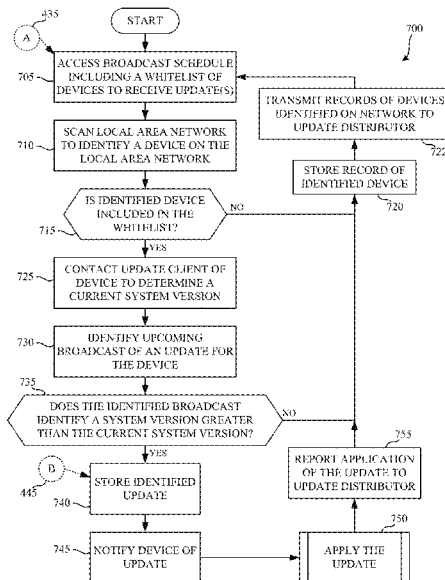 435
A
START
700
705
ACCESS BROADCAST SCHEDULE
INCLUDING A WHITELIST OF
DEVICES TO RECEIVE UPDATE(S)
TRANSMIT RECORDS OF DEVICES
IDENTIFIED ON NETWORK TO
UPDATE DISTRIBUTOR
722
710
SCAN LOCAL AREA NETWORK
TO IDENTIFY A DEVICE ON THE
LOCAL AREA NETWORK
STORE RECORD OF
IDENTIFIED DEVICE
720
IS IDENTIFIED DEVICE
INCLUDED IN THE
WHITELIST?
715
NO
YES
725
CONTACT UPDATE CLIENT OF
DEVICE TO DETERMINE A
CURRENT SYSTEM VERSION
730
IDENTIFY UPCOMING
BROADCAST OF AN UPDATE FOR
THE DEVICE
735
DOES THE IDENTIFIED BROADCAST
IDENTIFY A SYSTEM VERSION GREATER
THAN THE CURRENT SYSTEM VERSION?
NO
YES
755
REPORT APPLICATION
OF THE UPDATE TO
UPDATE DISTRIBUTOR
B
445
STORE IDENTIFIED
UPDATE
740
745
NOTIFY DEVICE OF
UPDATE
750
APPLY THE
UPDATE